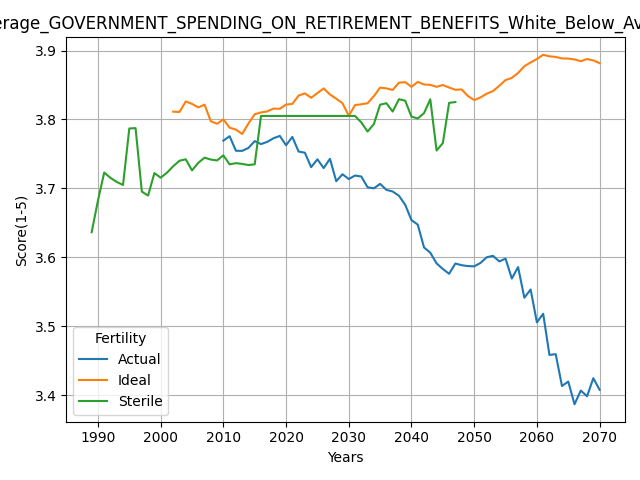 erage_GOVERNMENT_SPENDING_ON_RETIREMENT_BENEFITS_White_Below_Av
3.9
3.8
3.7
3.6
3.5
3.4
Score(1-5)
Fertility
Actual
Ideal
Sterile
1990 2000 2010 2020 2030 2040 2050 2060 2070
Years